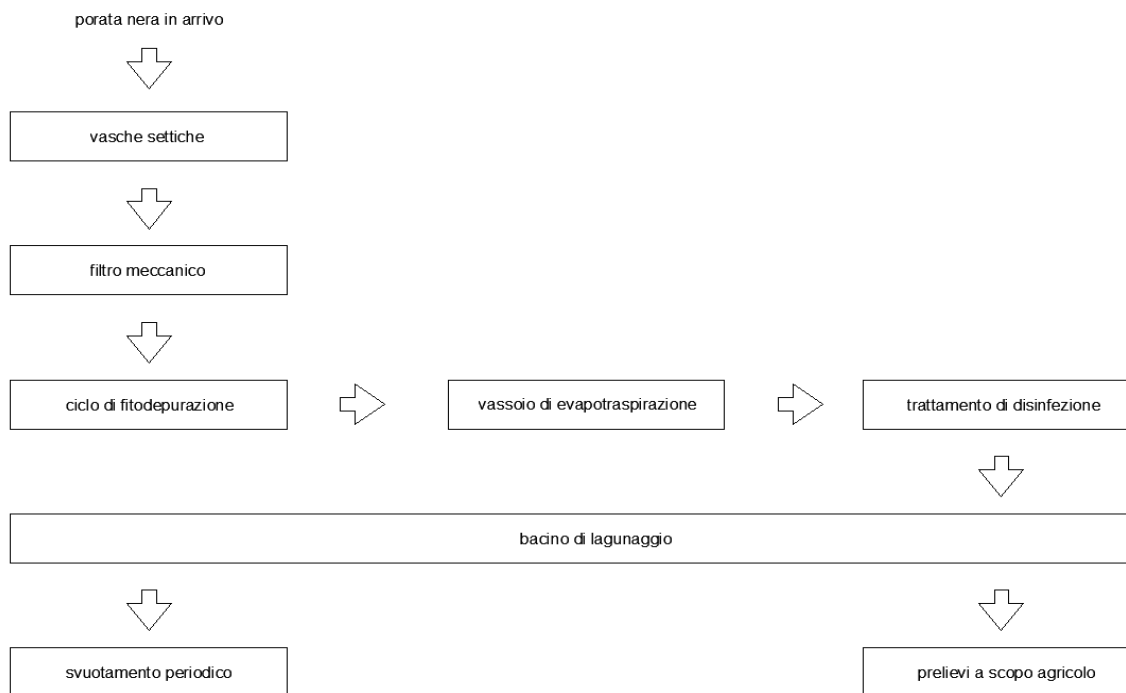 porata nera in arrivo
vasche settiche
filtro meccanico
ciclo di fitodepurazione
vassoio di evapotraspirazione
trattamento di disinfezione
bacino di lagunaggio
svuotamento periodico
prelievi a scopo agricolo